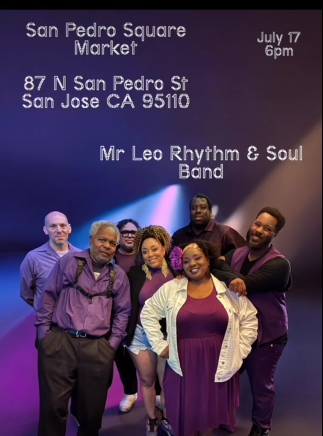 San Pedro Square
Market
July 17
6pm
87 N San Pedro St
San Jose CA 95110
Mr Leo Rhythm & Soul
Band